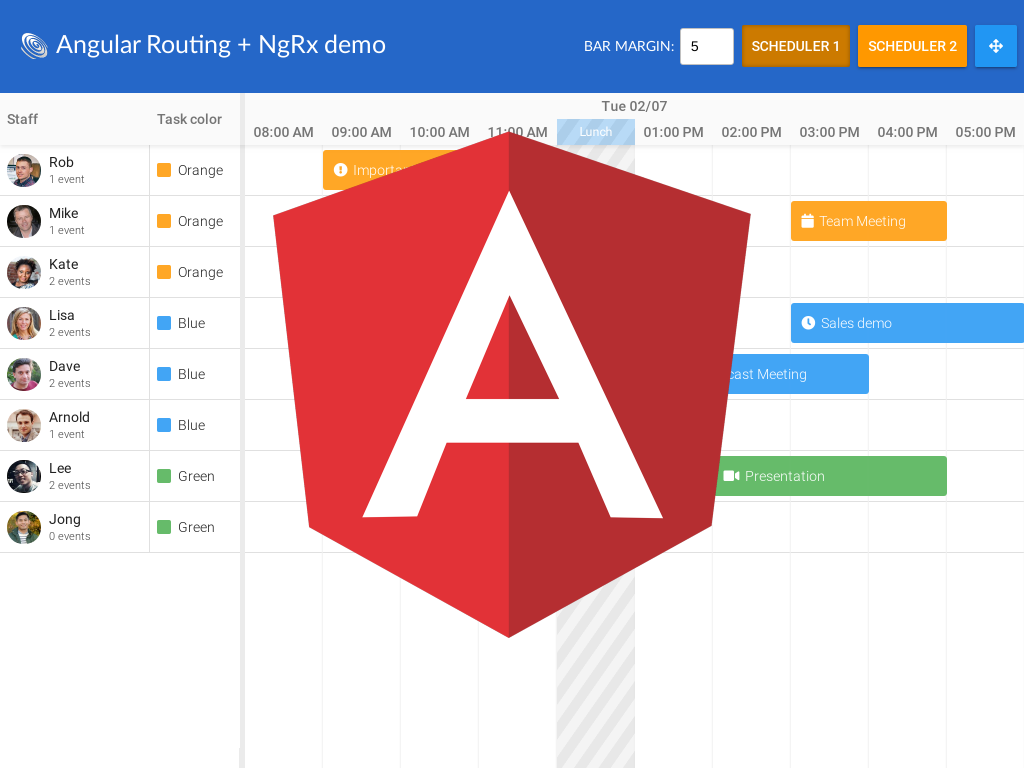 Angular Routing + NgRx demo
BAR MARGIN: 5 SCHEDULER 1 SCHEDULER 2
Staff Task color
Tue 02/07
08:00 AM 09:00 AM 10:00 AM 11:00 AM Lunch 01:00 PM 02:00 PM 03:00 PM 04:00 PM 05:00 PM
Rob
1 event
Orange
Mike
1 event
Orange
Team Meeting
Kate
2 events
Orange
Lisa
2 events
Blue
Sales demo
Dave
2 events
Blue
Meeting
Arnold
1 event
Blue
Lee
2 events
Green
Presentation
Jong
0 events
Green
A